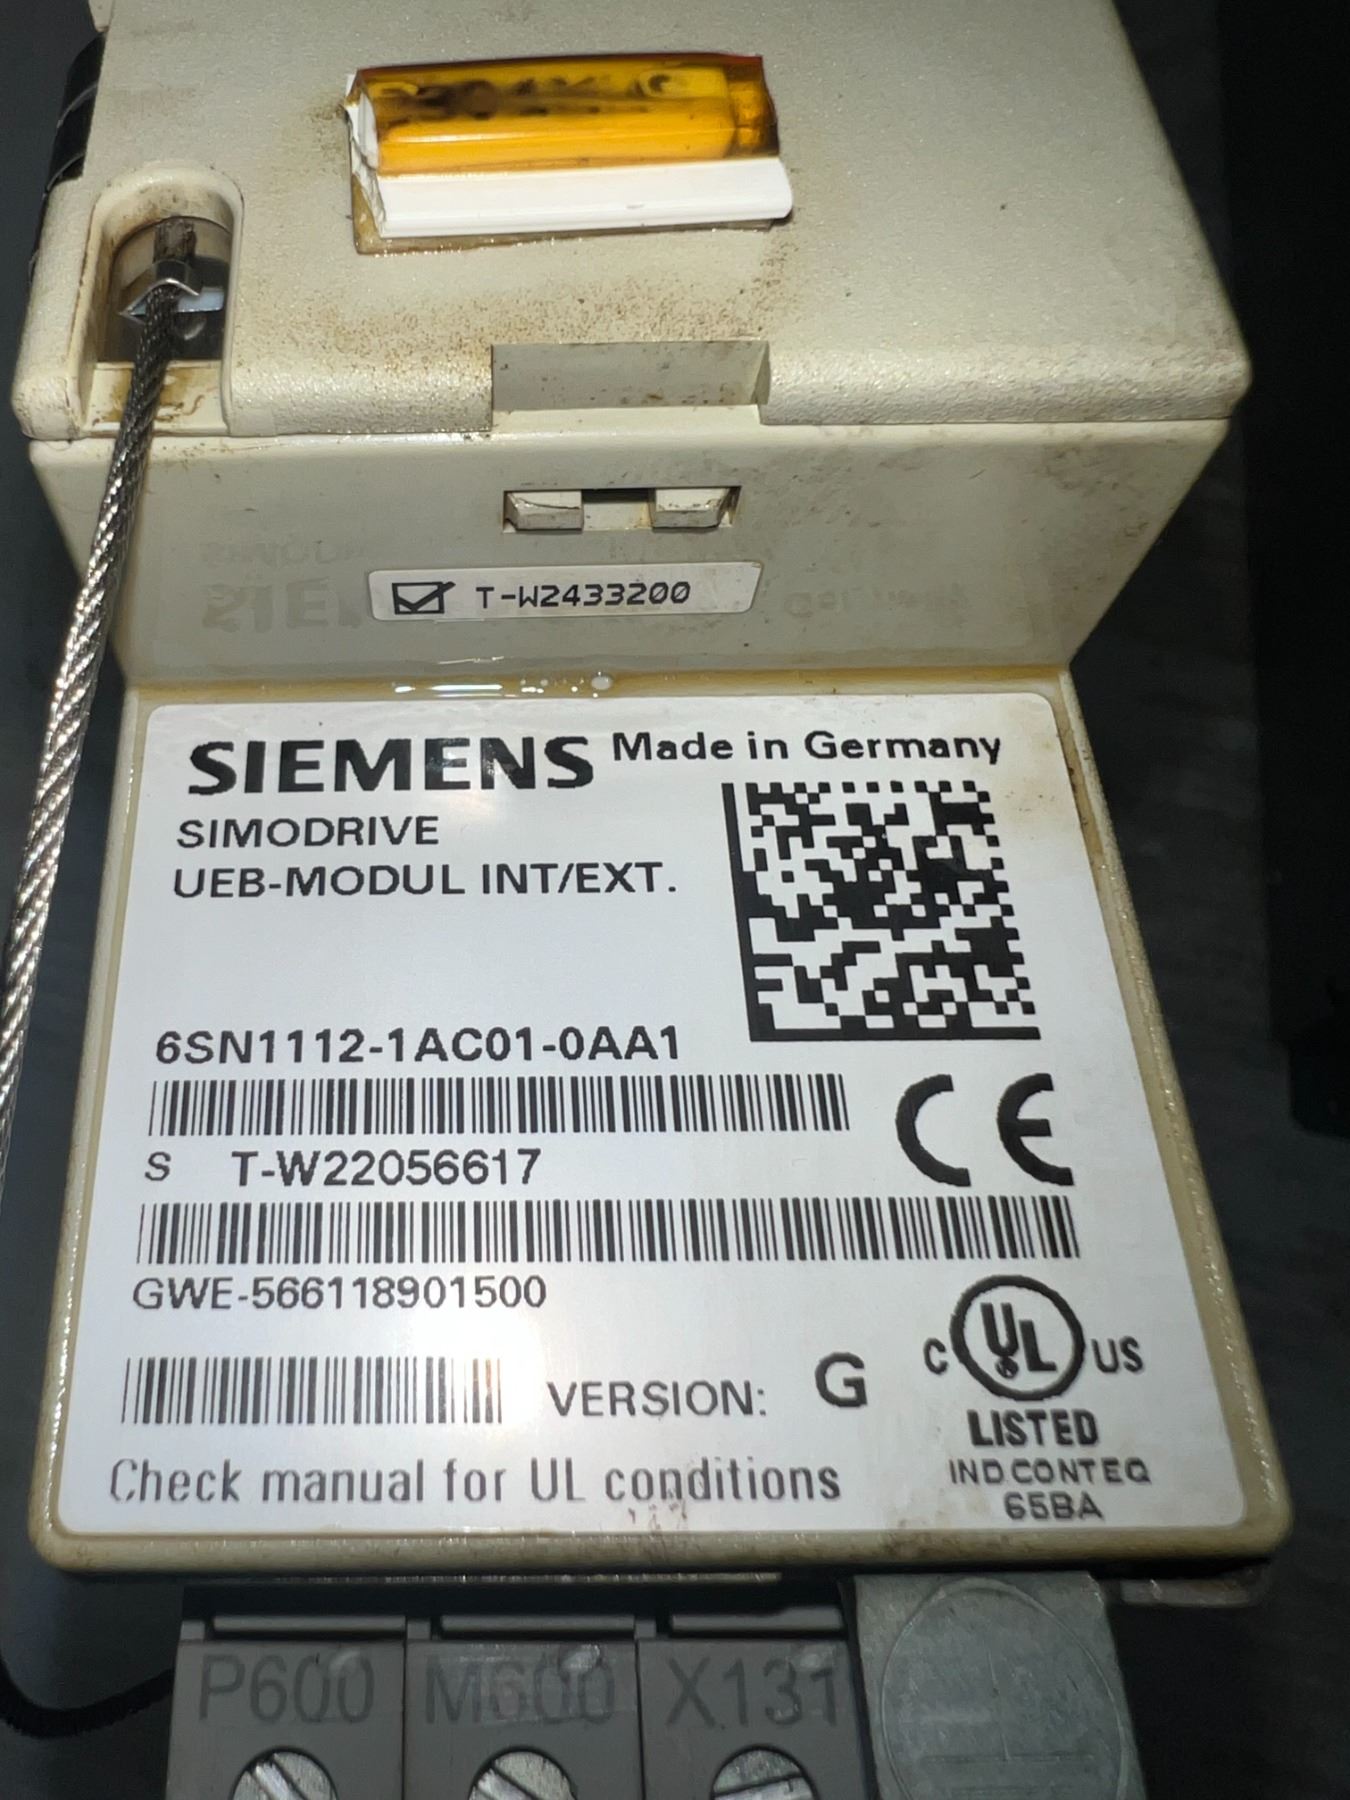 T-W2433200
SIEMENS Made in Germany
SIMODRIVE
UEB-MODUL INT/EXT.
6SN1112-1AC01-0AA1
CE
S T-W22056617
GWE-566118901500
VERSION: G
C UL US
LISTED
IND.CONT.EQ
65BA
Check manual for UL conditions
P600 M600 X131